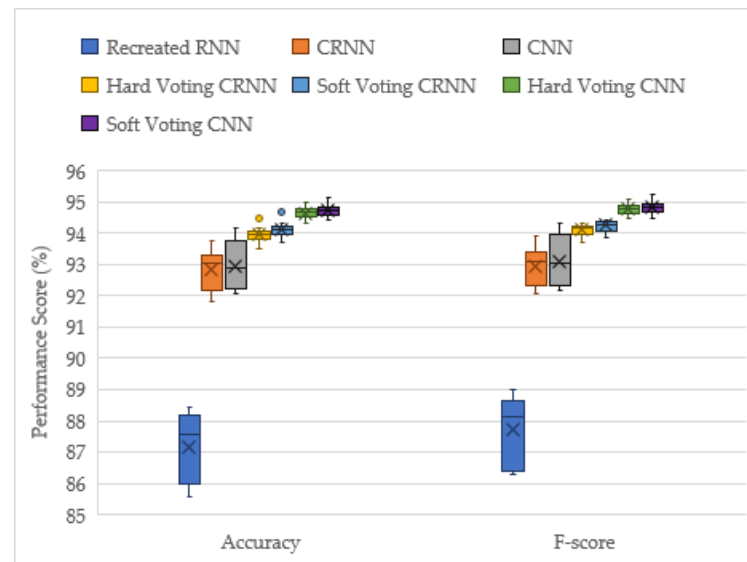 Recreated RNN CRNN CNN
Hard Voting CRNN Soft Voting CRNN Hard Voting CNN
Soft Voting CNN
Performance Score (%)
96
95
94
93
92
91
90
89
88
87
86
85
Accuracy F-score